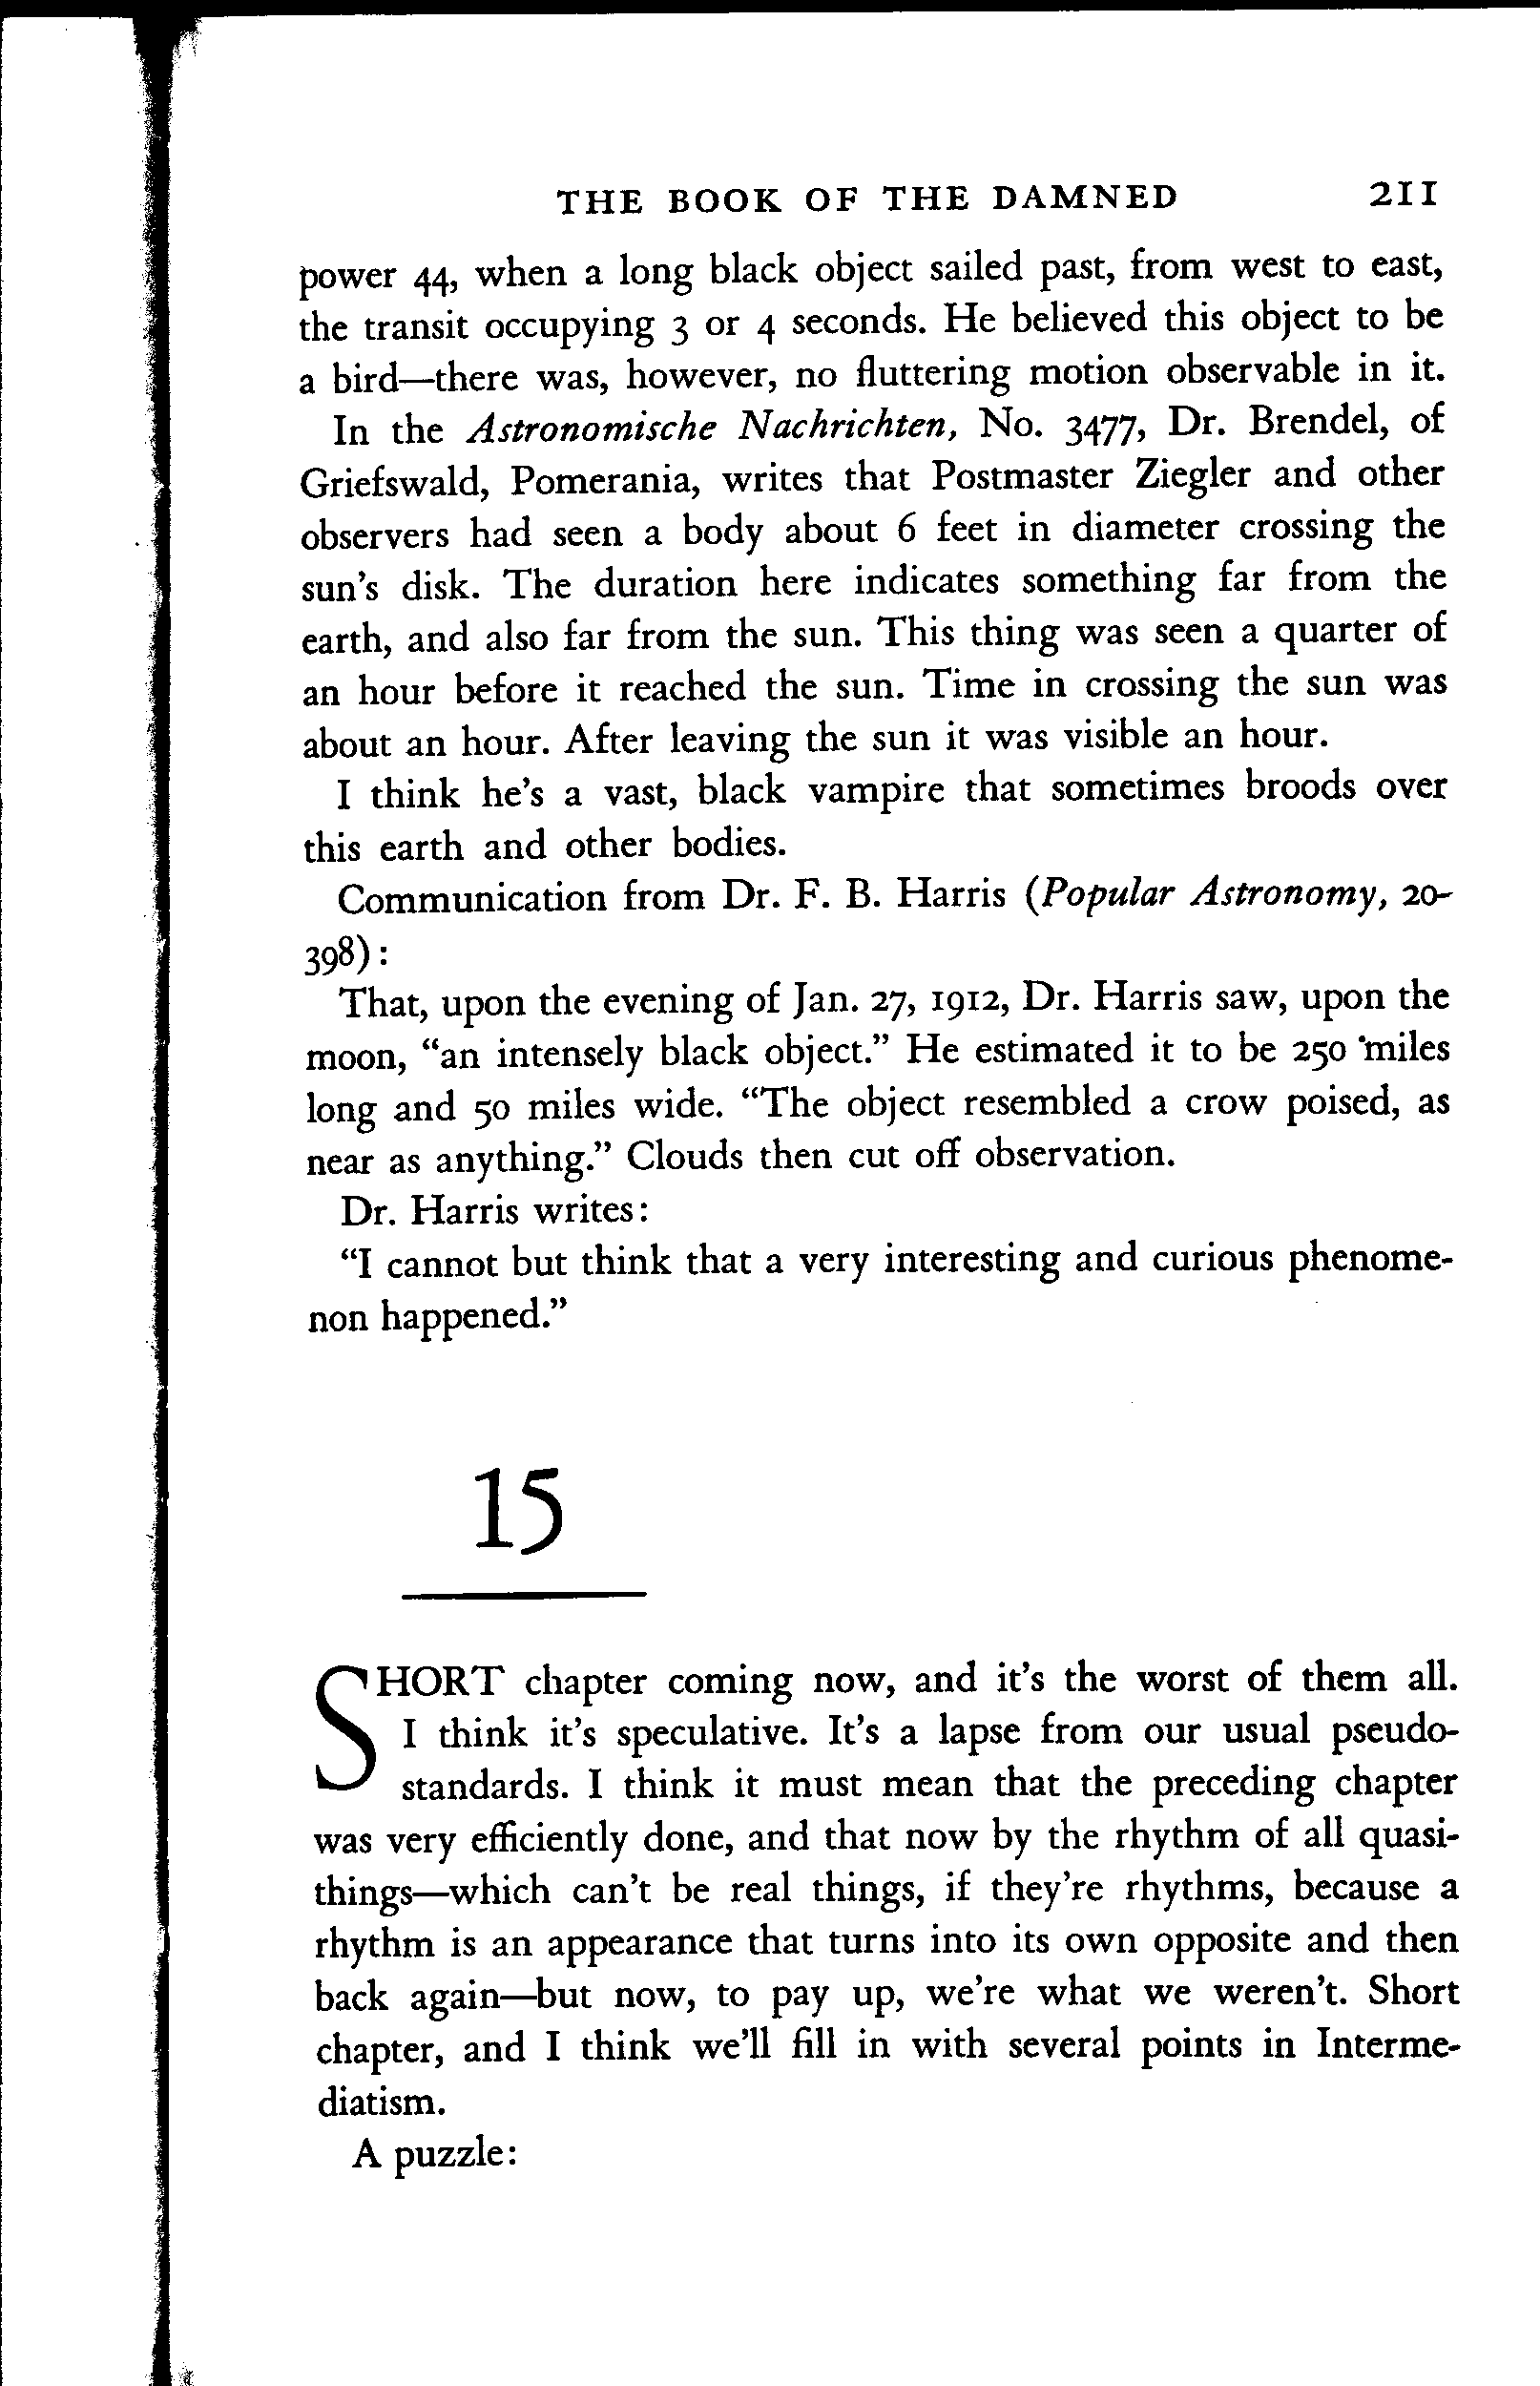 THE BOOK OF THE DAMNED 211
power 44, when a long black object sailed past, from west to east,
the transit occupying 3 or 4 seconds. He believed this object to be
a bird—there was, however, no fluttering motion observable in it.
In the Astronomische Nachrichten, No. 3477, Dr. Brendel, of
Griefswald, Pomerania, writes that Postmaster Ziegler and other
observers had seen a body about 6 feet in diameter crossing the
sun's disk. The duration here indicates something far from the
earth, and also far from the sun. This thing was seen a quarter of
an hour before it reached the sun. Time in crossing the sun was
about an hour. After leaving the sun it was visible an hour.
I think he's a vast, black vampire that sometimes broods over
this earth and other bodies.
Communication from Dr. F. B. Harris (Popular Astronomy, 20-
398):
That, upon the evening of Jan. 27, 1912, Dr. Harris saw, upon the
moon, "an intensely black object." He estimated it to be 250 miles
long and 50 miles wide. "The object resembled a crow poised, as
near as anything." Clouds then cut off observation.
Dr. Harris writes:
"I cannot but think that a very interesting and curious phenome-
non happened."
15
SHORT chapter coming now, and it's the worst of them all.
I think it's speculative. It's a lapse from our usual pseudo-
standards. I think it must mean that the preceding chapter
was very efficiently done, and that now by the rhythm of all quasi-
things—which can't be real things, if they're rhythms, because a
rhythm is an appearance that turns into its own opposite and then
back again—but now, to pay up, we're what we weren't. Short
chapter, and I think we'll fill in with several points in Interme-
diatism.
A puzzle: